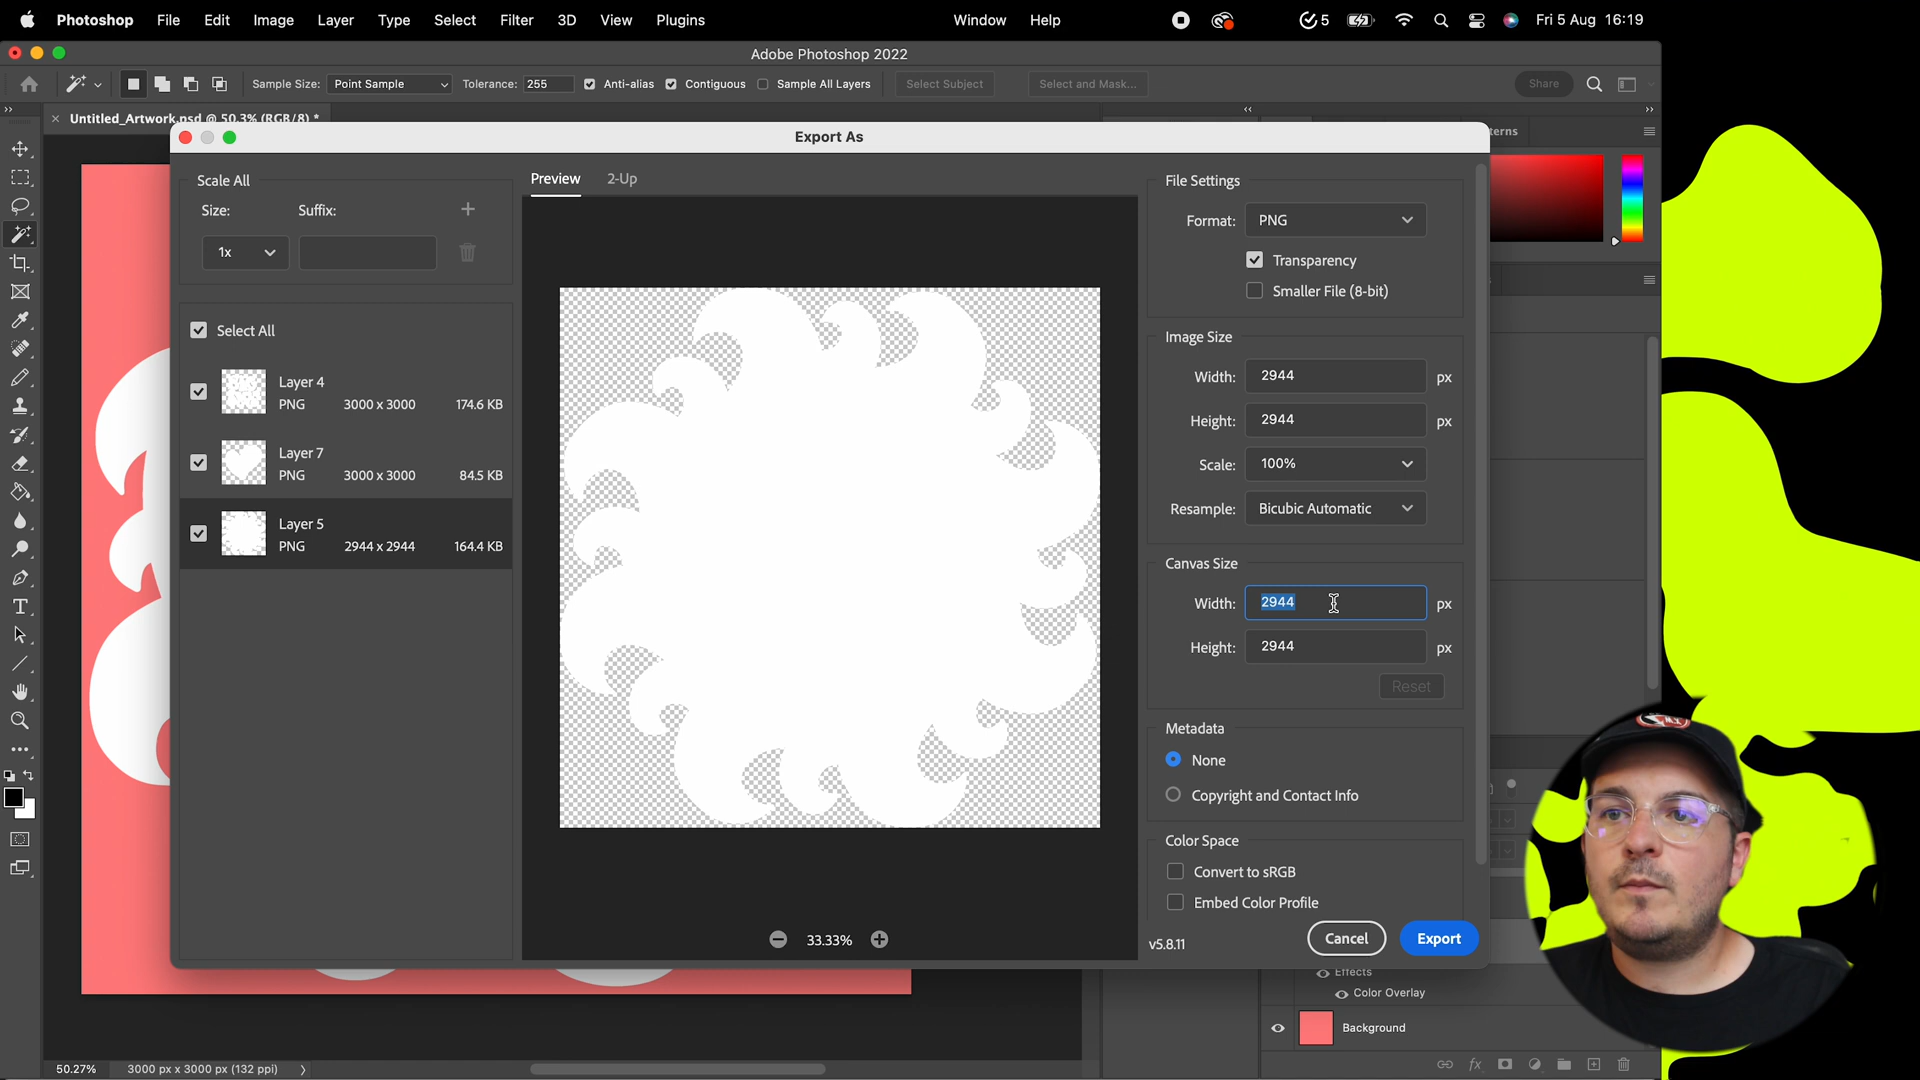 Photoshop File Edit Image Layer Type Select Filter 3D View Plugins Window Help 5 Fri 5 Aug 16:19
Adobe Photoshop 2022
Sample Size: Point Sample Tolerance: 255 Anti-alias Contiguous Sample All Layers Select Subject Select and Mask... Share
Untitled_Artwork.psd @ 50.3% (RGB/8) *
Export As
Scale All
Size: Suffix:
1x
Select All
Layer 4
PNG 3000 x 3000 174.6 KB
Layer 7
PNG 3000 x 3000 84.5 KB
Layer 5
PNG 2944 x 2944 164.4 KB
Preview 2-Up
33.33%
File Settings
Format: PNG
Transparency
Smaller File (8-bit)
Image Size
Width: 2944 px
Height: 2944 px
Scale: 100%
Resample: Bicubic Automatic
Canvas Size
Width: 2944 px
Height: 2944 px
Reset
Metadata
None
Copyright and Contact Info
Color Space
Convert to sRGB
Embed Color Profile
v5.8.11 Cancel Export
Effects
Color Overlay
Background
50.27% 3000 px x 3000 px (132 ppi)